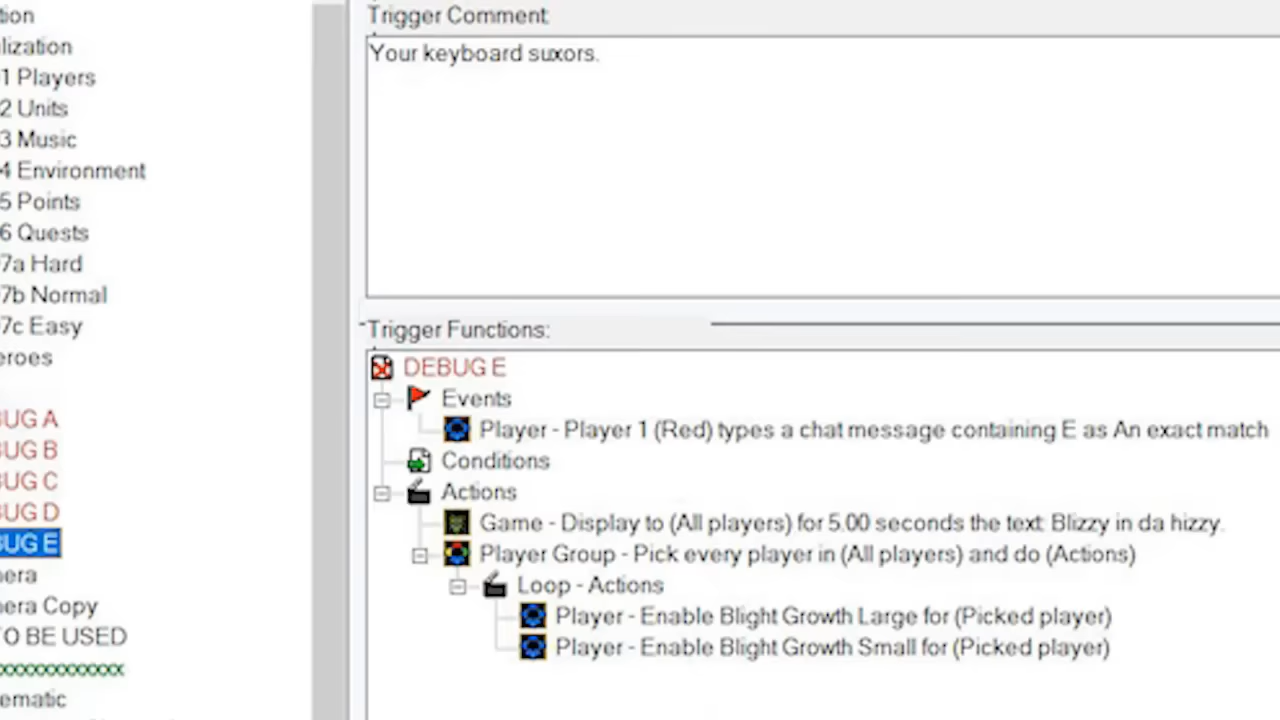 tion
lization
1 Players
2 Units
3 Music
4 Environment
5 Points
6 Quests
7a Hard
7b Normal
7c Easy
eroes
UG A
UG B
UG C
UG D
UG E
era
era Copy
O BE USED
xxxxxxxxxxxxx
ematic
Trigger Comment:
Your keyboard suxors.
Trigger Functions:
DEBUG E
Events
Player - Player 1 (Red) types a chat message containing E as An exact match
Conditions
Actions
Game - Display to (All players) for 5.00 seconds the text: Blizzy in da hizzy.
Player Group - Pick every player in (All players) and do (Actions)
Loop - Actions
Player - Enable Blight Growth Large for (Picked player)
Player - Enable Blight Growth Small for (Picked player)